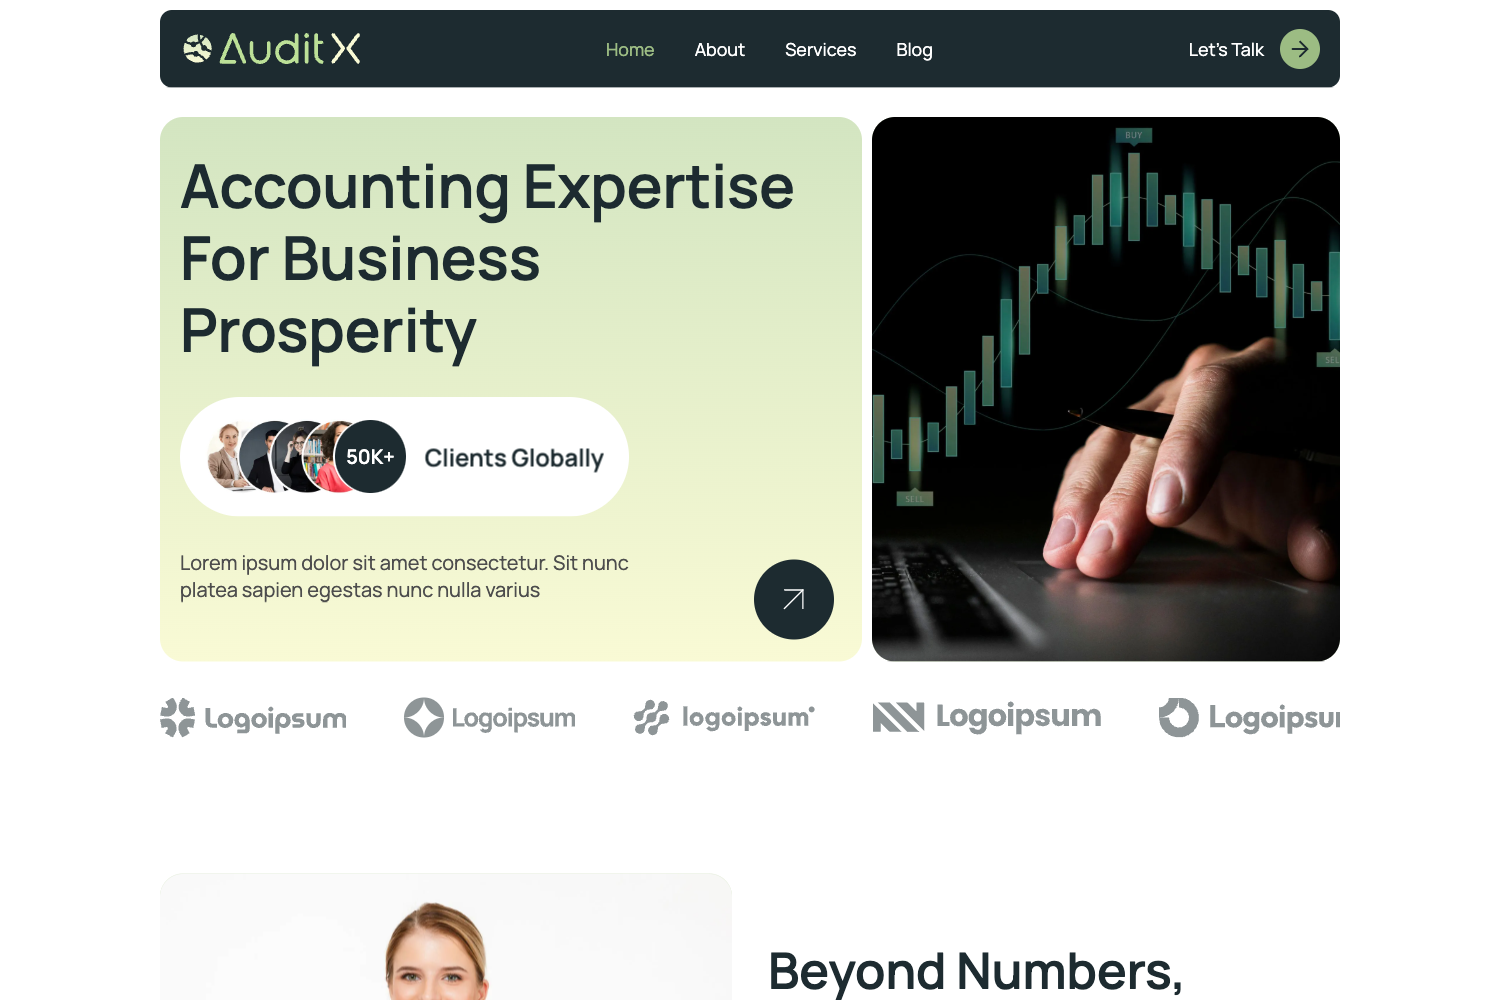 AuditX
Home About Services Blog
Let's Talk
Accounting Expertise
For Business
Prosperity
50K+ Clients Globally
Lorem ipsum dolor sit amet consectetur. Sit nunc
platea sapien egestas nunc nulla varius
BUY
SELL
SEL
Logoipsum Logoipsum logoipsum Logoipsum Logoipsu
Beyond Numbers,